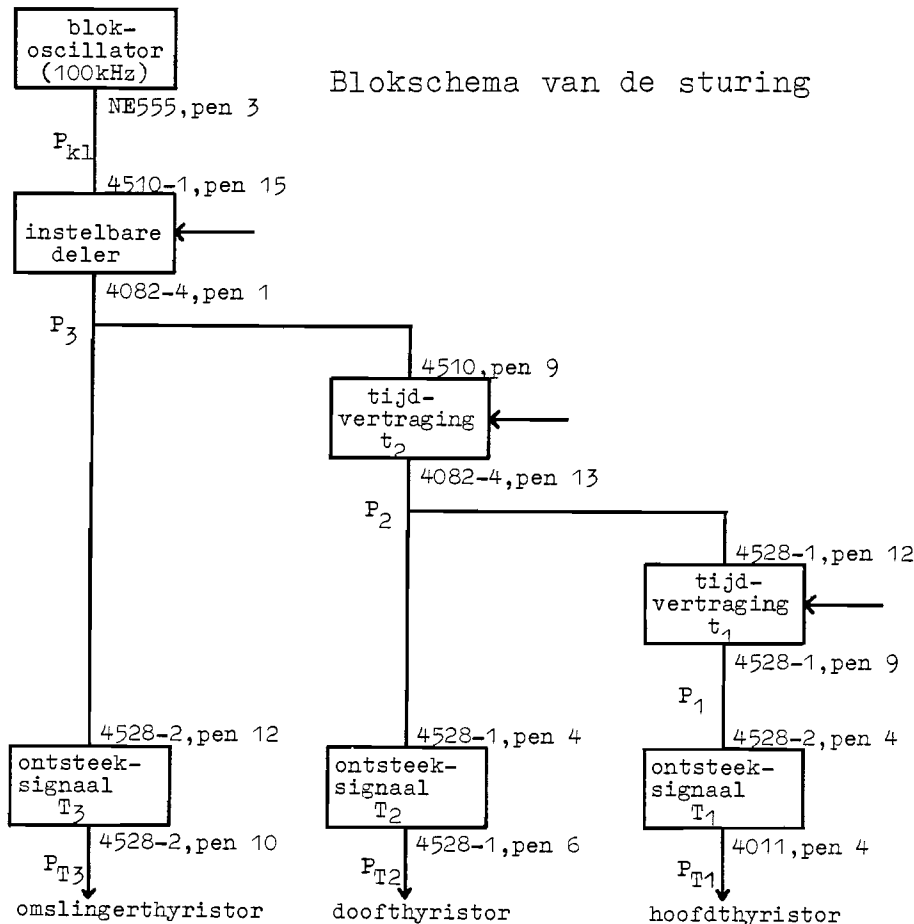 blok-
oscillator
(100kHz)
Blokschema van de sturing
NE555,pen 3
Pkl
4510-1,pen 15
instelbare
deler
4082-4,pen 1
P3
4510,pen 9
tijd-
vertraging
t2
4082-4,pen 13
P2
4528-1,pen 12
tijd-
vertraging
t1
4528-1,pen 9
P1
4528-2,pen 12
ontsteek-
signaal
T3
4528-2,pen 10
PT3
omslingerthyristor
4528-1,pen 4
ontsteek-
signaal
T2
4528-1,pen 6
PT2
doofthyristor
4528-2,pen 4
ontsteek-
signaal
T1
4011,pen 4
PT1
hoofdthyristor